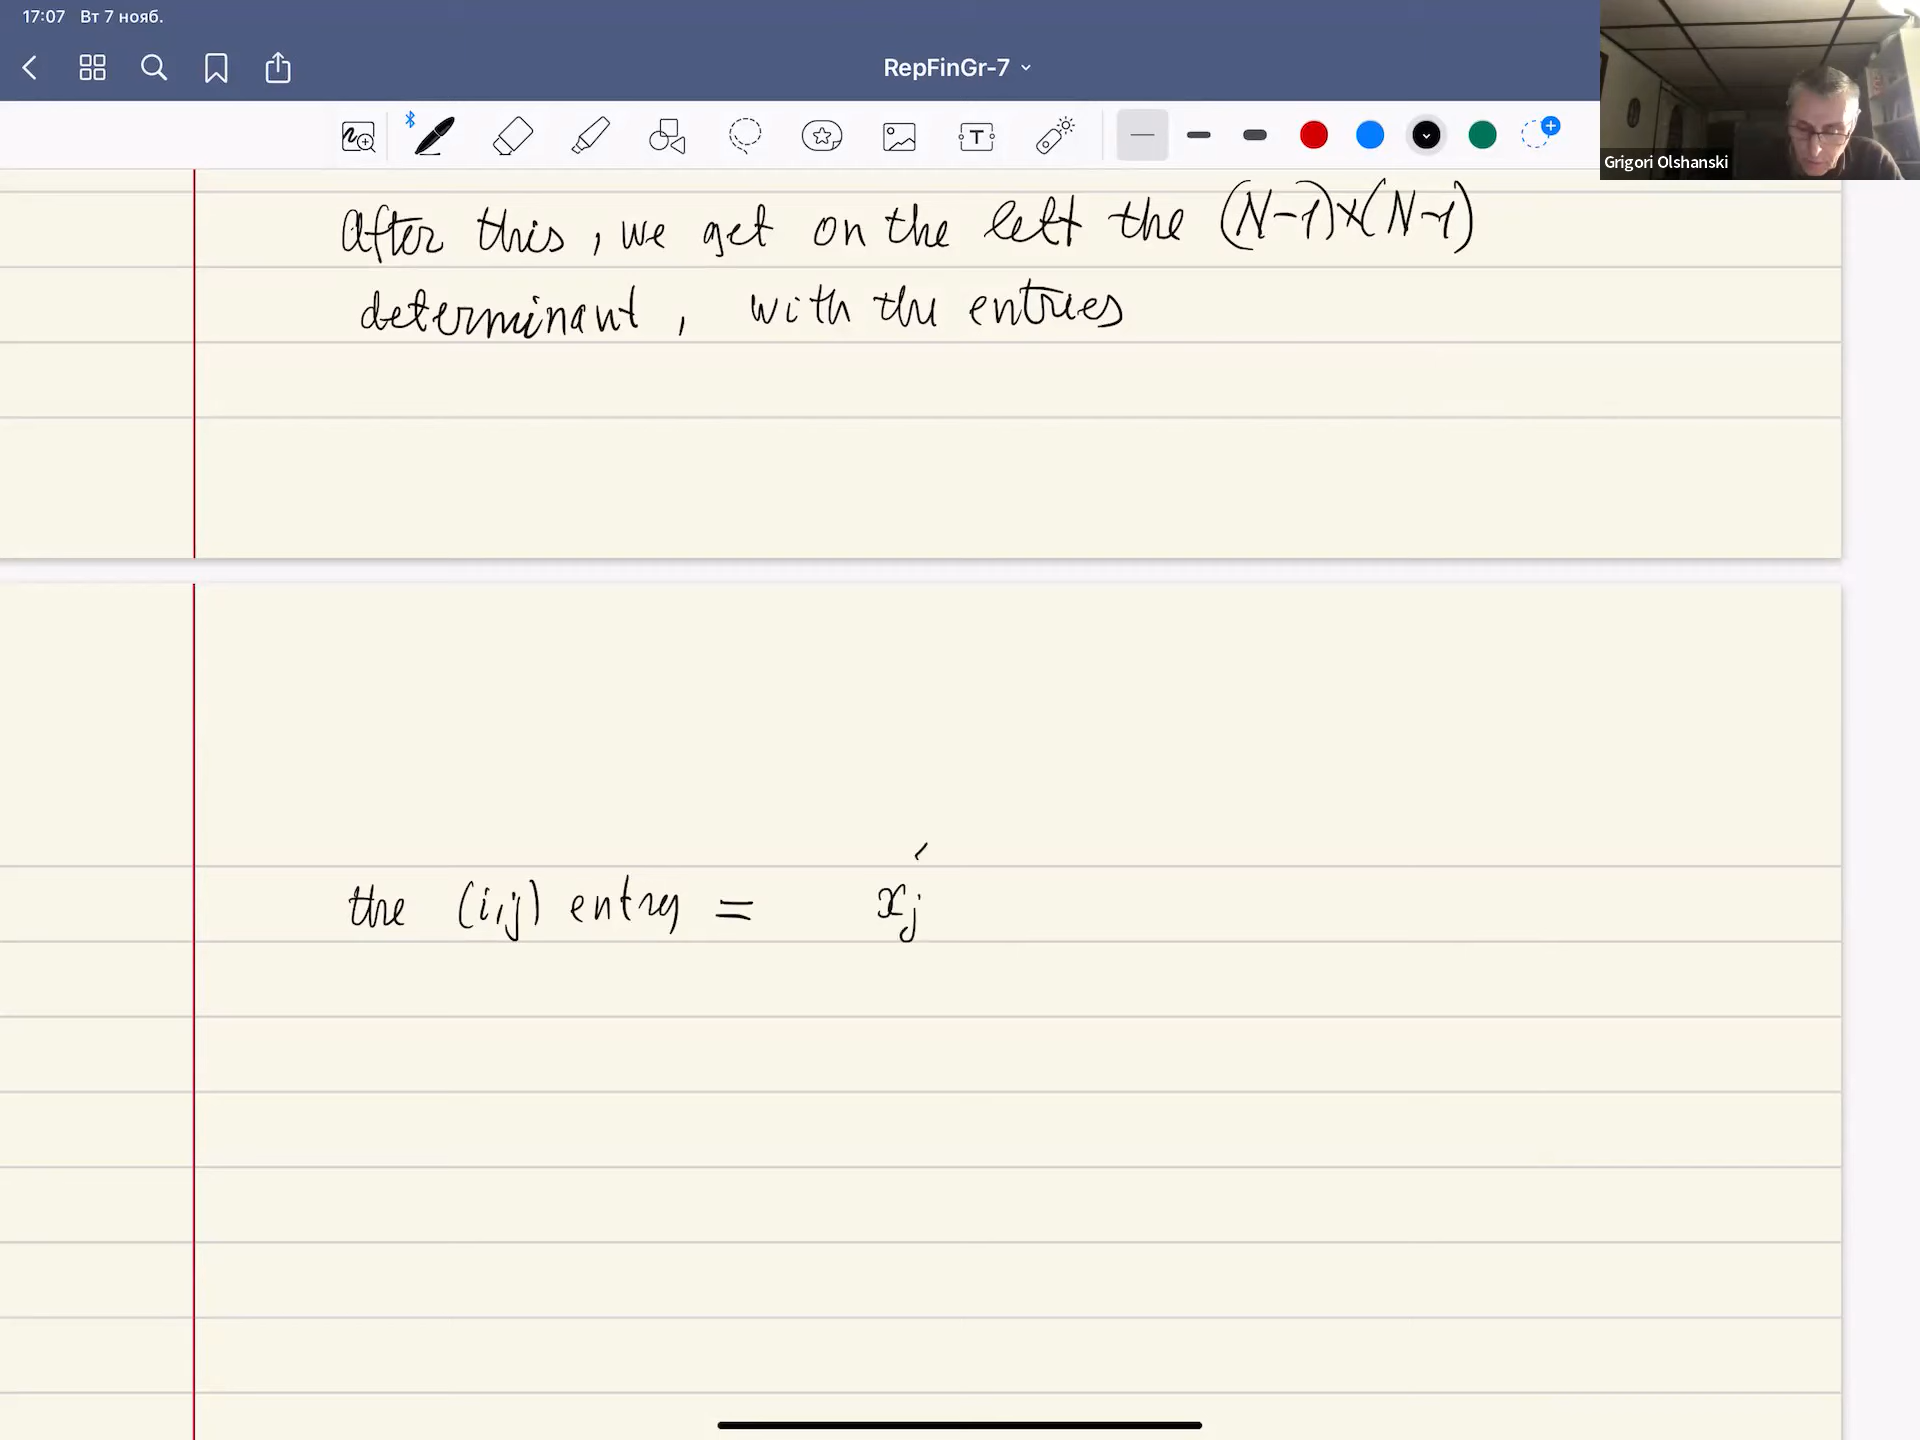 17:07 Вт 7 нояб.
RepFinGr-7
Grigori Olshanski
After this, we get on the left the (N-1)×(N-1)
determinant, with the entries
the (i,j) entry = x_j